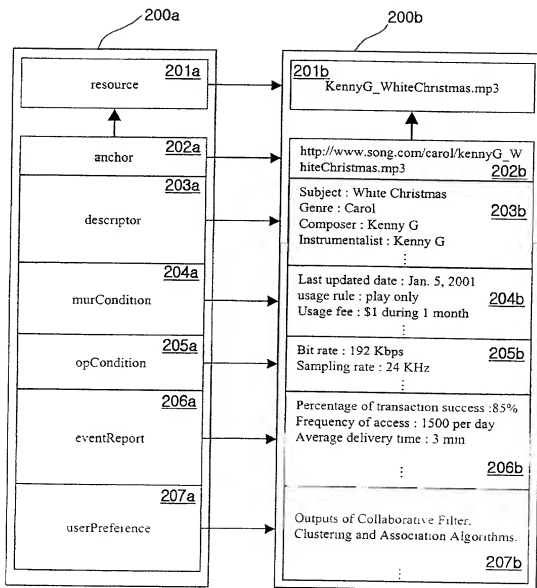 200a
200b
201a
resource
201b
KennyG_WhiteChristmas.mp3
202a
anchor
http://www.song.com/carol/kennyG_W
hiteChristmas.mp3
202b
203a
descriptor
Subject : White Christmas
Genre : Carol
203b
Composer : Kenny G
Instrumentalist : Kenny G
⋮
204a
murCondition
Last updated date : Jan. 5, 2001
usage rule : play only
204b
Usage fee : $1 during 1 month
⋮
205a
opCondition
Bit rate : 192 Kbps
205b
Sampling rate : 24 KHz
⋮
206a
eventReport
Percentage of transaction success :85%
Frequency of access : 1500 per day
Average delivery time : 3 min
⋮
206b
207a
userPreference
Outputs of Collaborative Filter,
Clustering and Association Algorithms.
⋮
207b